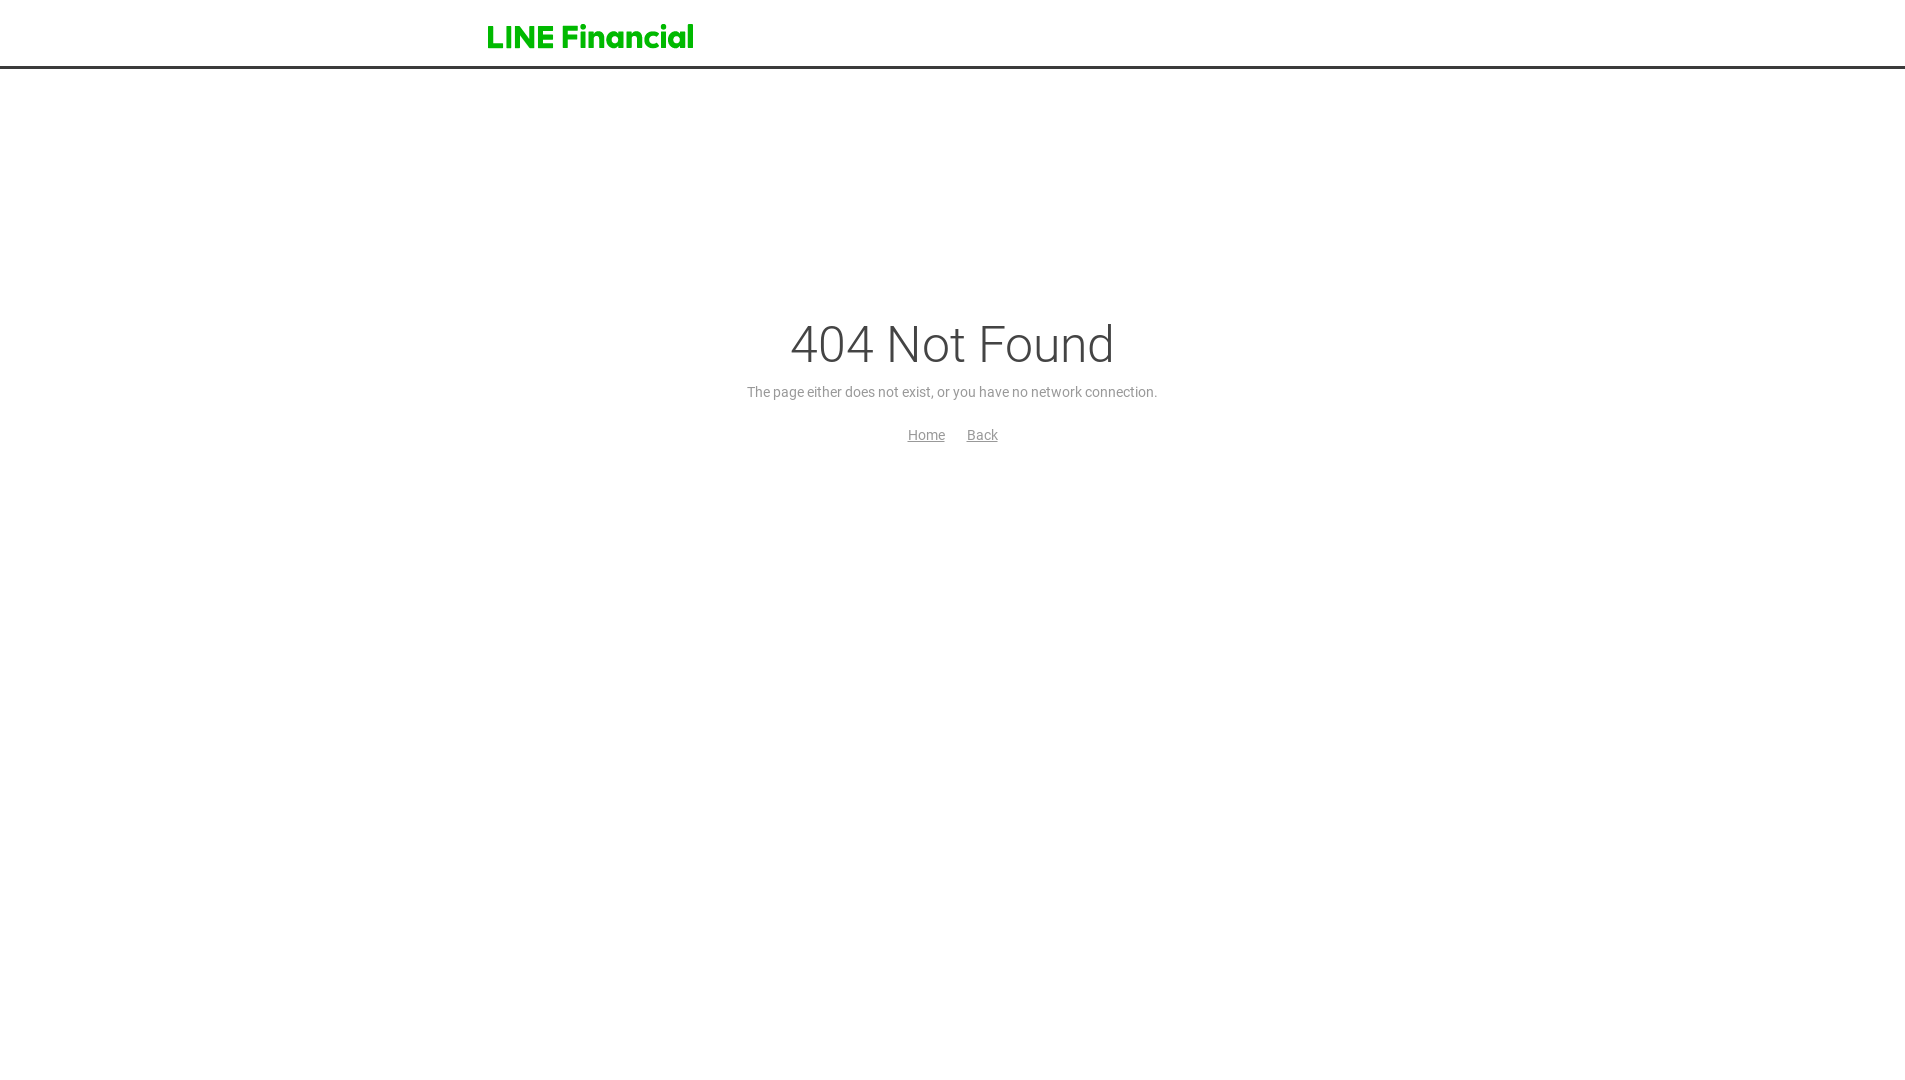 LINE Financial
404 Not Found
The page either does not exist, or you have no network connection.
Home Back